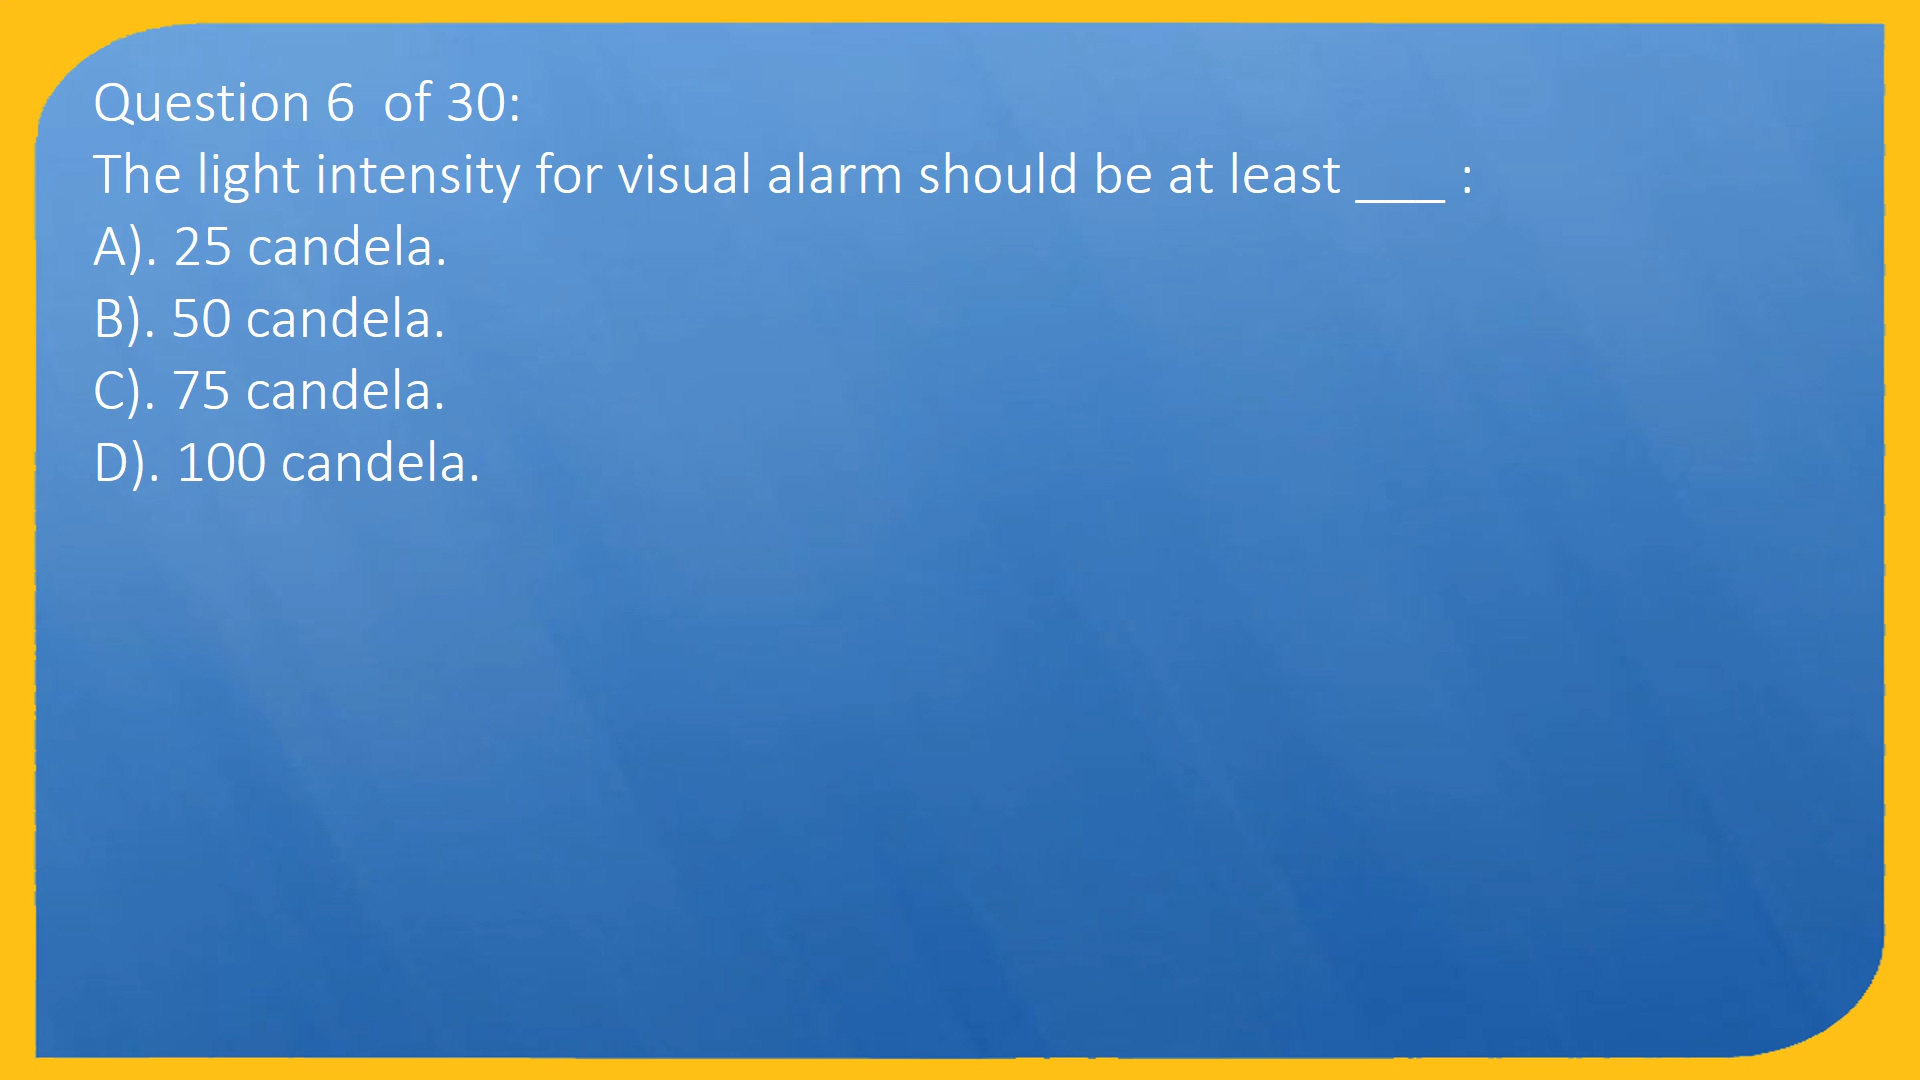 Question 6  of 30:
The light intensity for visual alarm should be at least ___ :
A). 25 candela.
B). 50 candela.
C). 75 candela.
D). 100 candela.